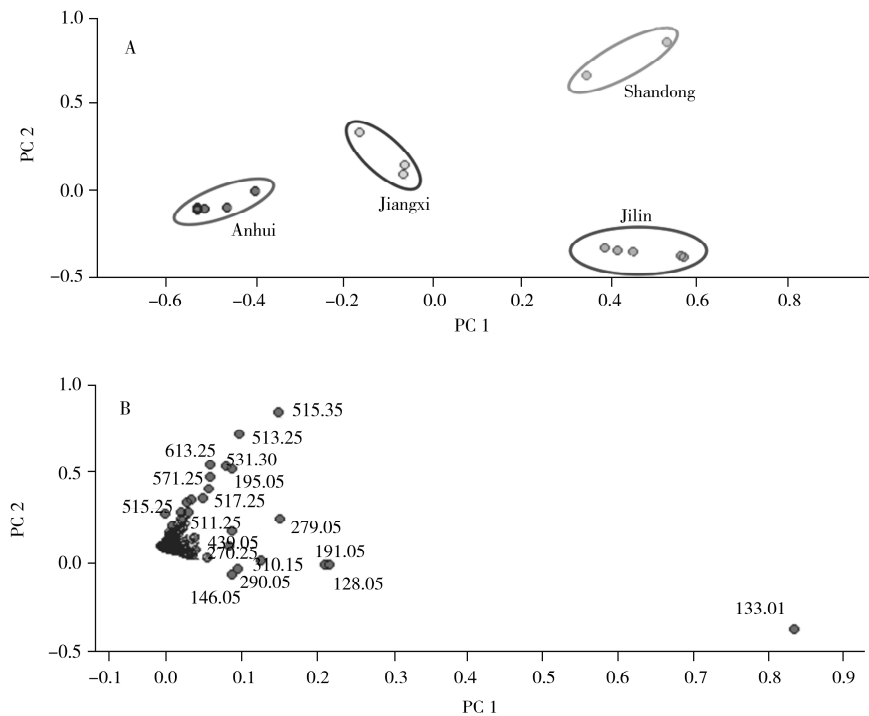 1.0
A
Shandong
0.5
PC 2
0.0
Jiangxi
Jilin
Anhui
−0.5
−0.6 −0.4 −0.2 0.0 0.2 0.4 0.6 0.8
PC 1
1.0
B
515.35
513.25
613.25 531.30
0.5 571.25 195.05
515.25 517.25
PC 2
511.25 279.05
439.05
270.25 310.15 191.05
0.0
290.05 128.05
146.05
133.01
−0.5
−0.1 0.0 0.1 0.2 0.3 0.4 0.5 0.6 0.7 0.8 0.9
PC 1